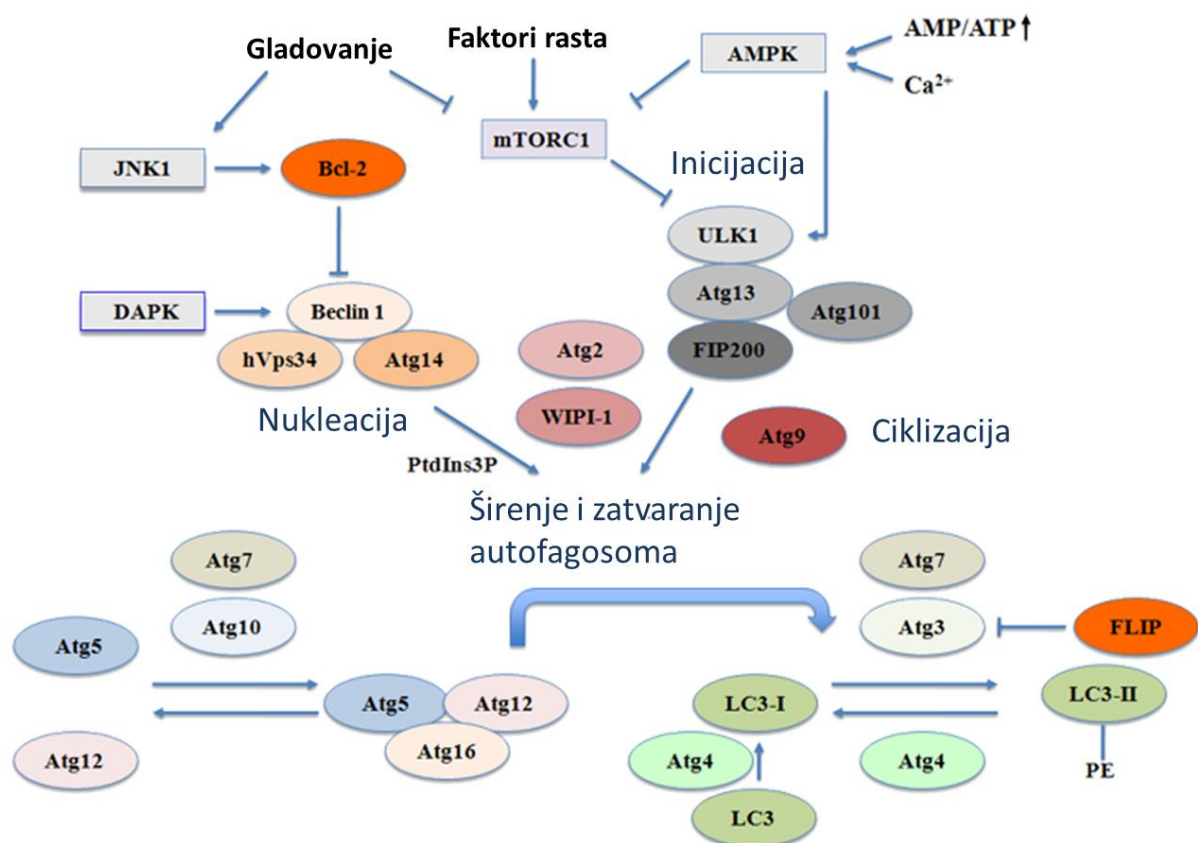 Gladovanje
Faktori rasta
AMPK
AMP/ATP↑
Ca²⁺
mTORC1
JNK1
Bcl-2
Inicijacija
ULK1
Atg13
Atg101
FIP200
DAPK
Beclin 1
hVps34
Atg14
Atg2
WIPI-1
Nukleacija
Atg9
Ciklizacija
PtdIns3P
Širenje i zatvaranje
autofagosoma
Atg7
Atg10
Atg5
Atg5
Atg12
Atg16
Atg12
Atg7
Atg3
FLIP
LC3-I
LC3-II
Atg4
Atg4
PE
LC3